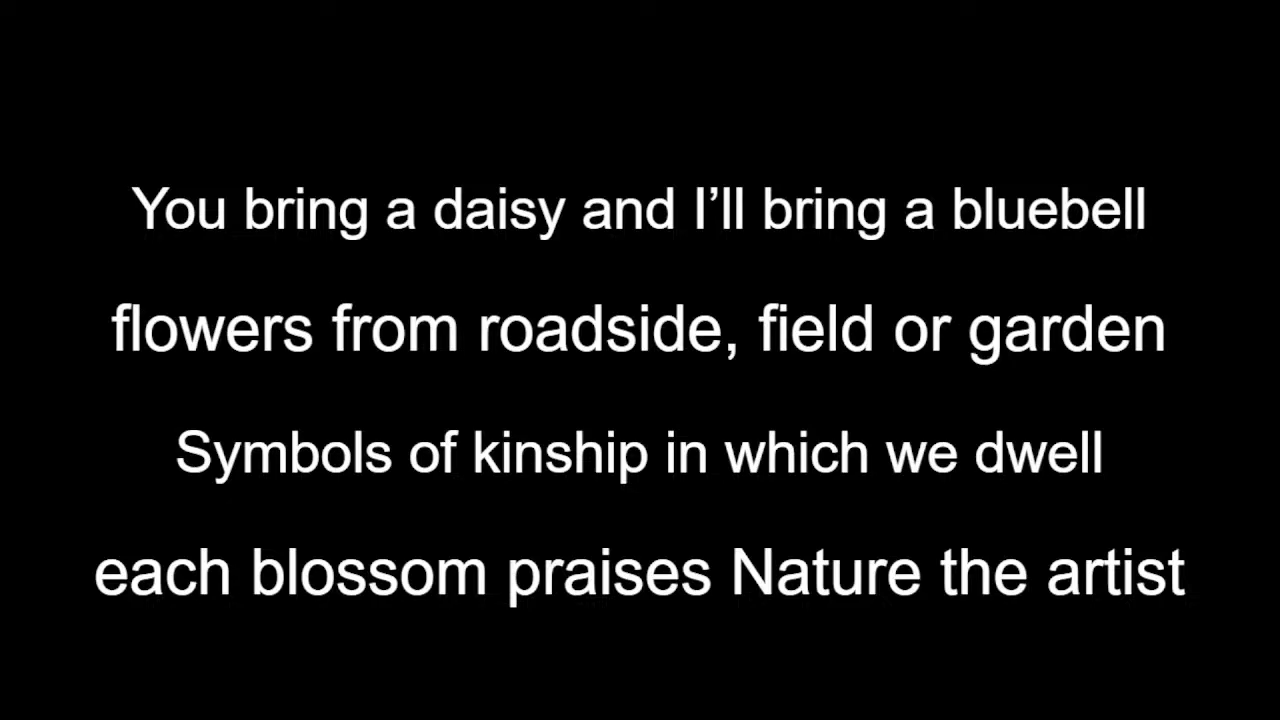 You bring a daisy and I’ll bring a bluebell
flowers from roadside, field or garden
Symbols of kinship in which we dwell
each blossom praises Nature the artist